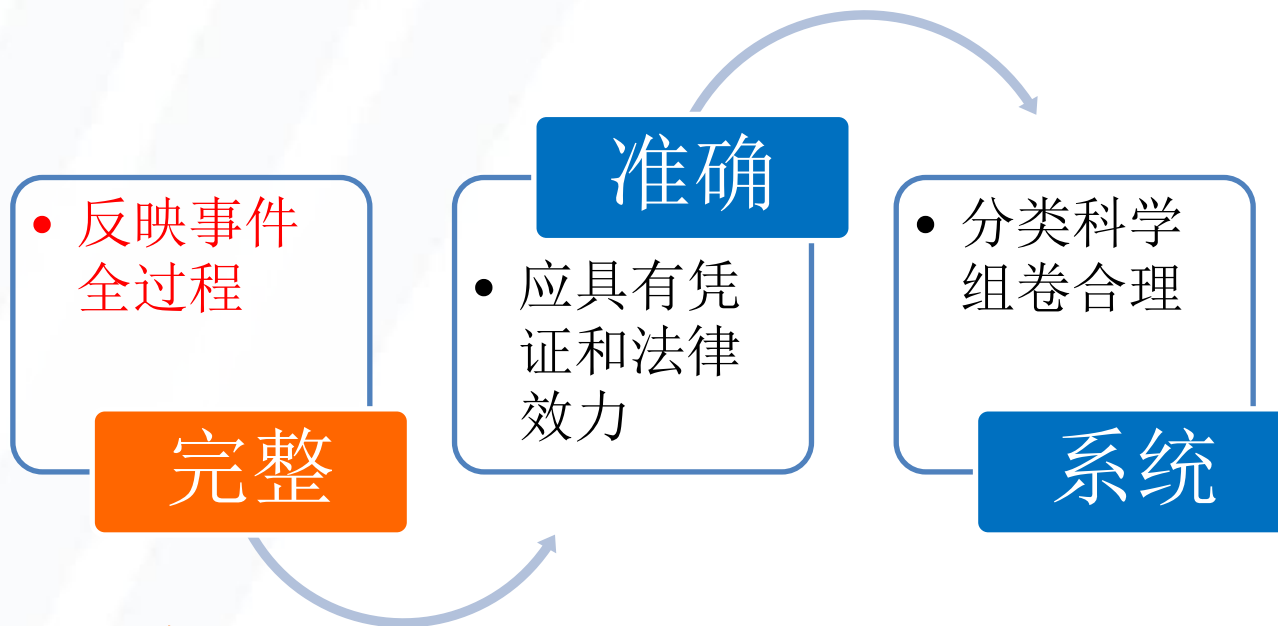 • 反映事件
全过程
完整
准确
• 应具有凭
证和法律
效力
• 分类科学
组卷合理
系统